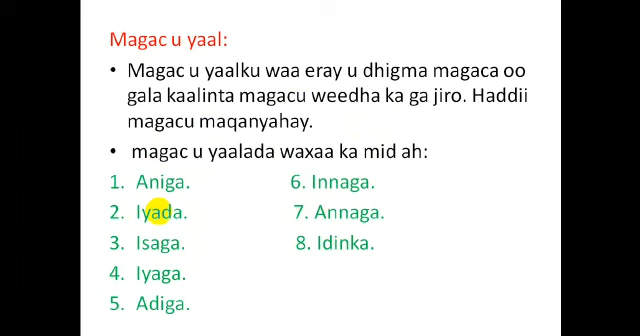 Magac u yaal:
• Magac u yaalku waa eray u dhigma magaca oo
gala kaalinta magacu weedha ka ga jiro. Haddii
magacu maqanyahay.
• magac u yaalada waxaa ka mid ah:
1. Aniga. 6. Innaga.
2. Iyada. 7. Annaga.
3. Isaga. 8. Idinka.
4. Iyaga.
5. Adiga.